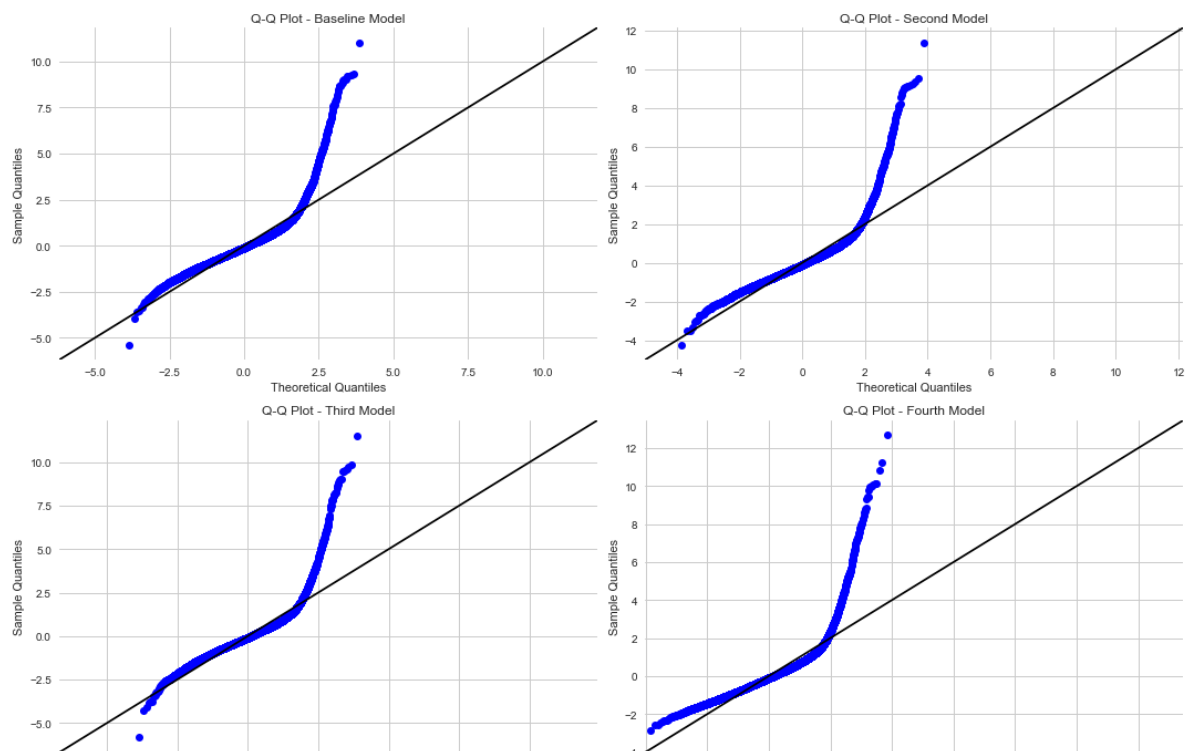 Q-Q Plot - Baseline Model
10.0
7.5
5.0
2.5
0.0
−2.5
−5.0
Sample Quantiles
−5.0 −2.5 0.0 2.5 5.0 7.5 10.0
Theoretical Quantiles
Q-Q Plot - Second Model
12
10
8
6
4
2
0
−2
−4
Sample Quantiles
−4 −2 0 2 4 6 8 10 12
Theoretical Quantiles
Q-Q Plot - Third Model
10.0
7.5
5.0
2.5
0.0
−2.5
−5.0
Sample Quantiles
Q-Q Plot - Fourth Model
12
10
8
6
4
2
0
−2
Sample Quantiles